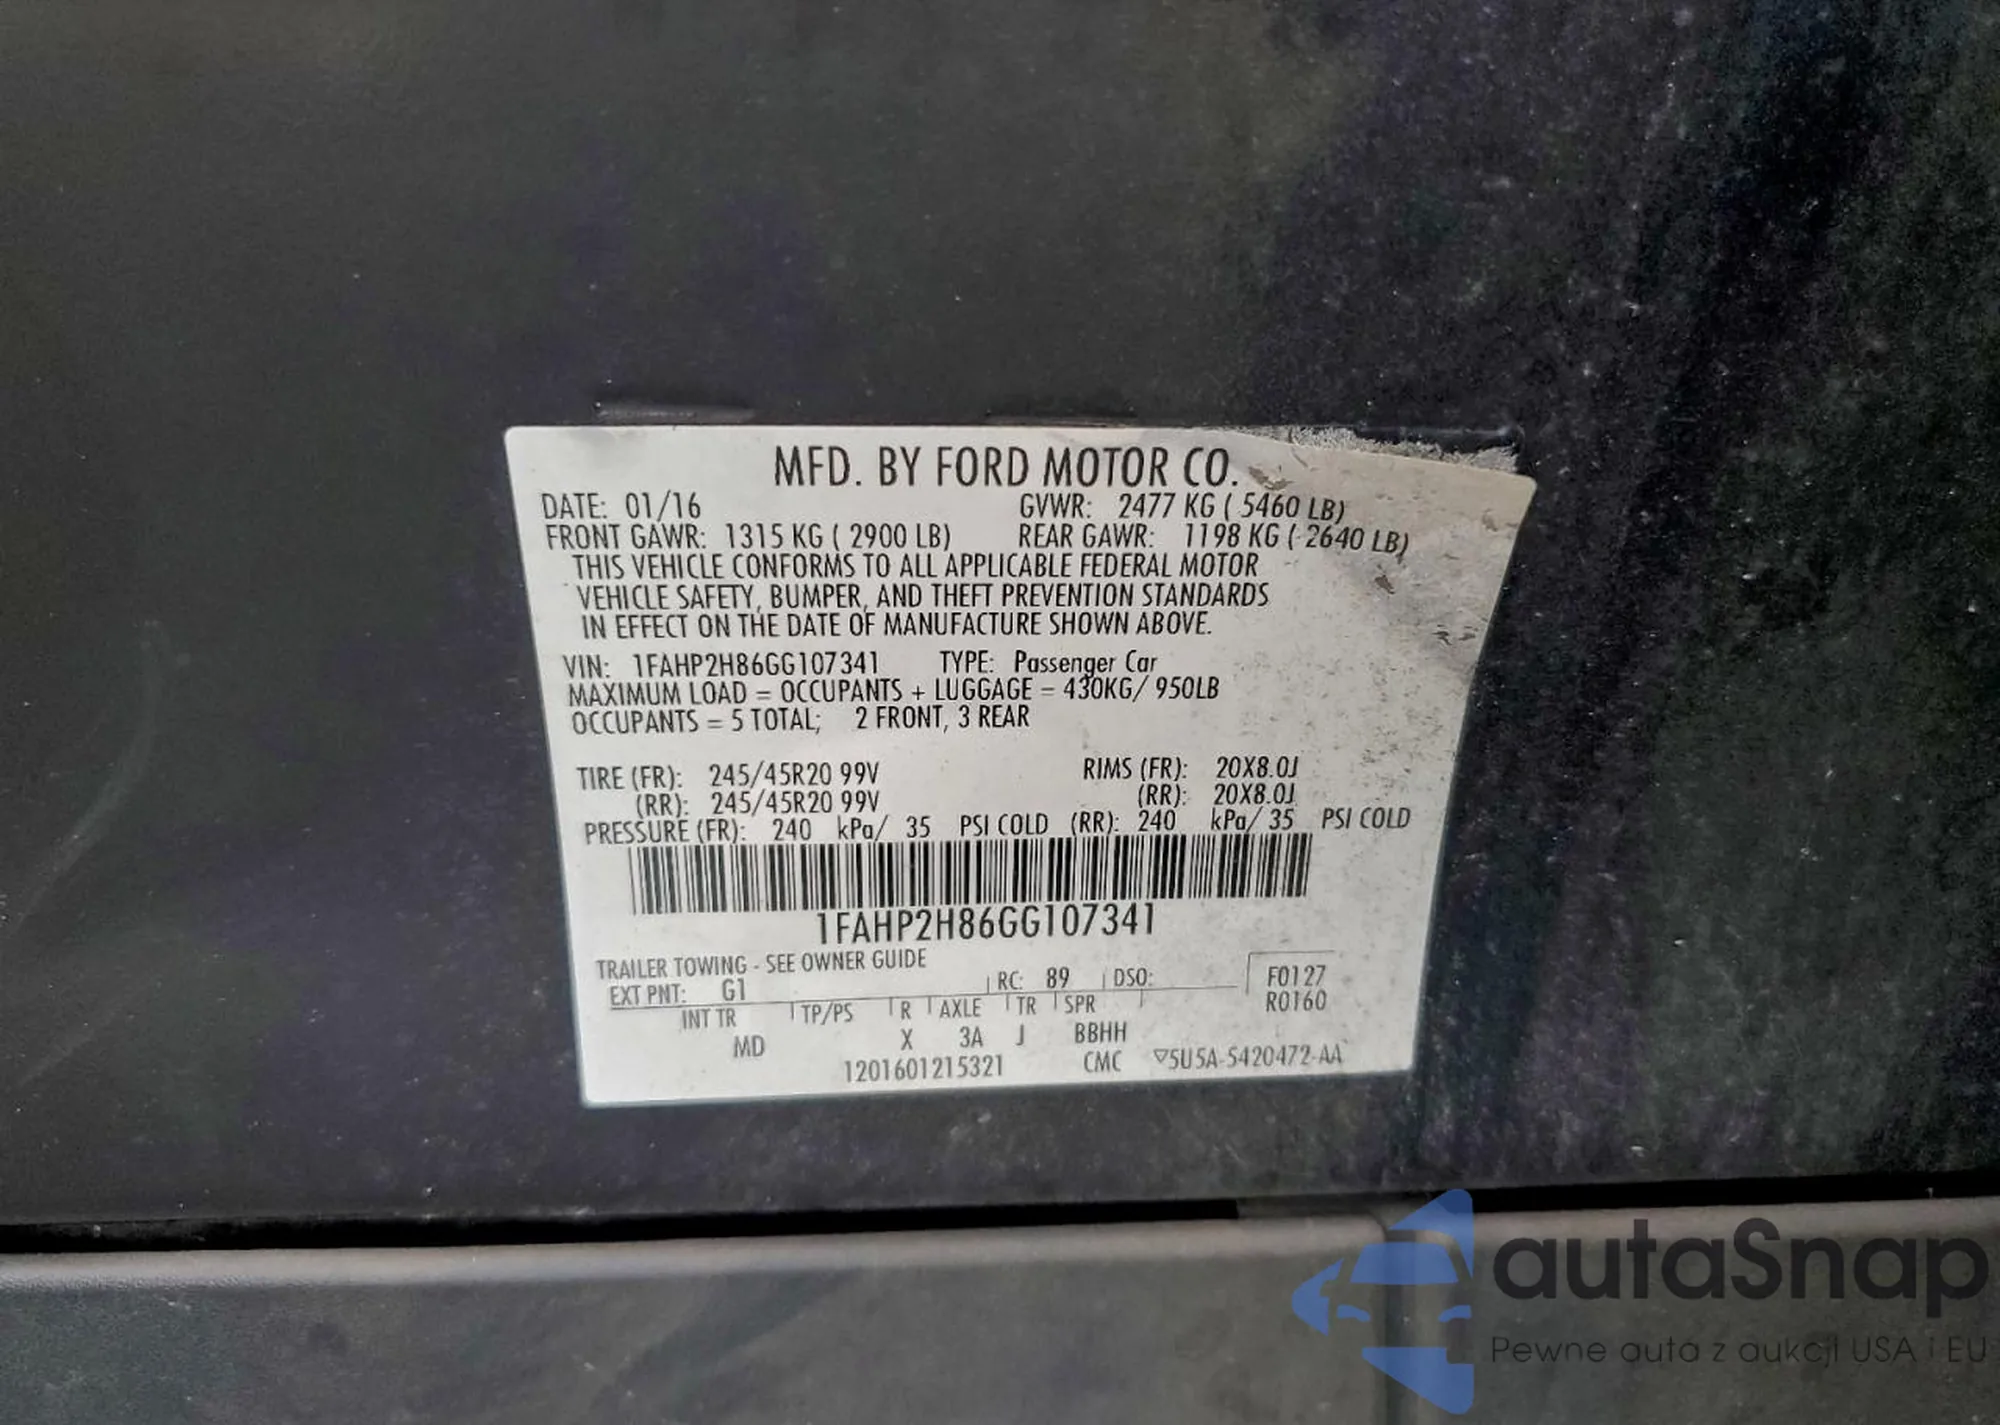 MFD. BY FORD MOTOR CO.
DATE: 01/16 GVWR: 2477 KG ( 5460 LB)
FRONT GAWR: 1315 KG ( 2900 LB) REAR GAWR: 1198 KG ( 2640 LB)
THIS VEHICLE CONFORMS TO ALL APPLICABLE FEDERAL MOTOR
VEHICLE SAFETY, BUMPER, AND THEFT PREVENTION STANDARDS
IN EFFECT ON THE DATE OF MANUFACTURE SHOWN ABOVE.
VIN: 1FAHP2H86GG107341 TYPE: Passenger Car
MAXIMUM LOAD = OCCUPANTS + LUGGAGE = 430KG/ 950LB
OCCUPANTS = 5 TOTAL; 2 FRONT, 3 REAR
TIRE (FR): 245/45R20 99V RIMS (FR): 20X8.0J
(RR): 245/45R20 99V (RR): 20X8.0J
PRESSURE (FR): 240 kPa/ 35 PSI COLD (RR): 240 kPa/ 35 PSI COLD
1FAHP2H86GG107341
TRAILER TOWING - SEE OWNER GUIDE
EXT PNT: G1 RC: 89 DSO: F0127
INT TR TP/PS R AXLE TR SPR R0160
MD X 3A J BBHH
1201601215321 CMC ▽5U5A-5420472-AA
autaSnap
Pewne auta z aukcji USA i EU